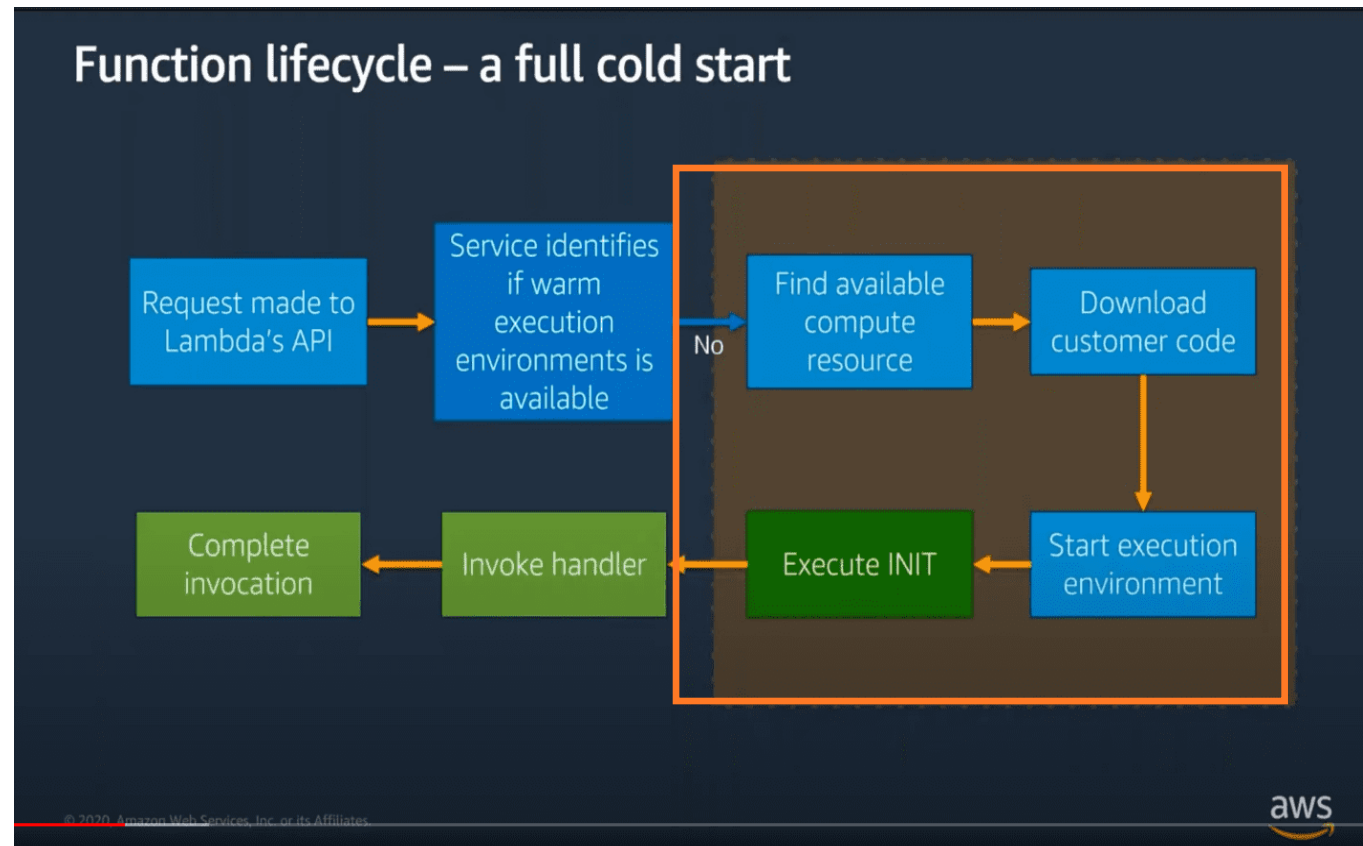 Function lifecycle – a full cold start
Request made to
Lambda's API
Service identifies
if warm
execution
environments is
available
No
Find available
compute
resource
Download
customer code
Complete
invocation
Invoke handler
Execute INIT
Start execution
environment
© 2020, Amazon Web Services, Inc. or its Affiliates.
aws